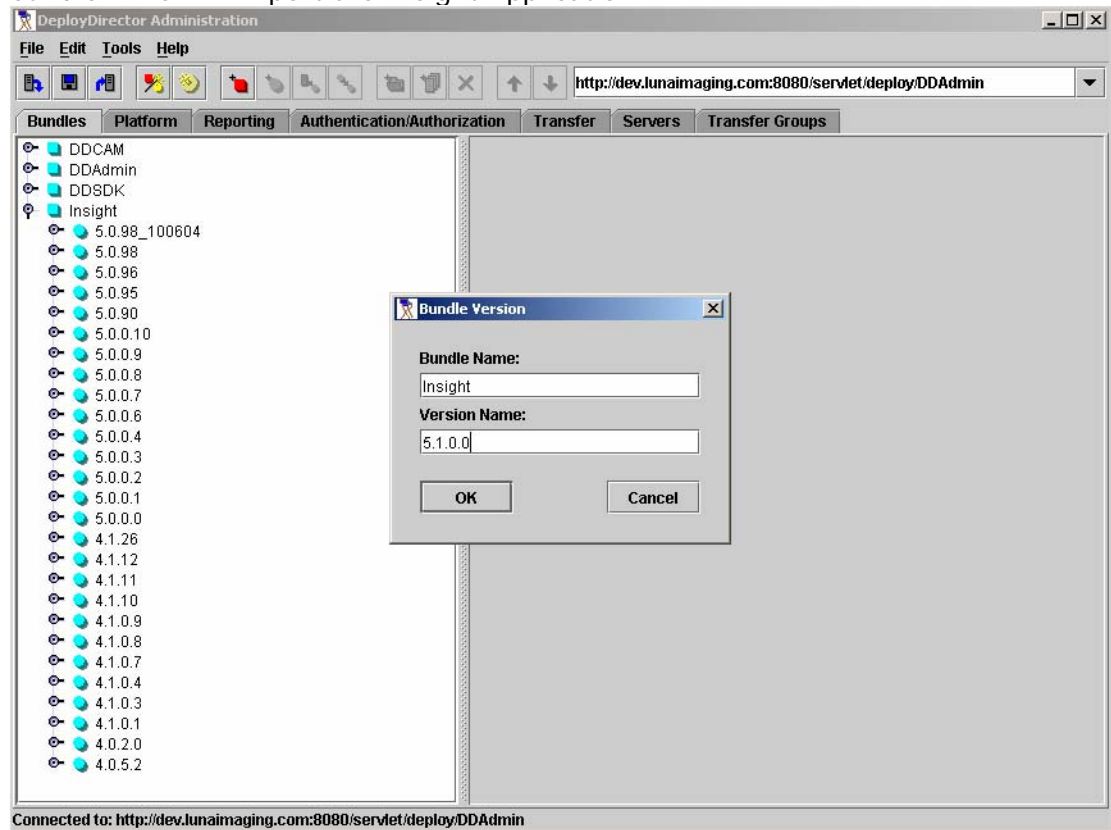 DeployDirector Administration
File Edit Tools Help
http://dev.lunaimaging.com:8080/servlet/deploy/DDAdmin
Bundles Platform Reporting Authentication/Authorization Transfer Servers Transfer Groups
DDCAM
DDAdmin
DDSDK
Insight
5.0.98_100604
5.0.98
5.0.96
5.0.95
5.0.90
5.0.0.10
5.0.0.9
5.0.0.8
5.0.0.7
5.0.0.6
5.0.0.4
5.0.0.3
5.0.0.2
5.0.0.1
5.0.0.0
4.1.26
4.1.12
4.1.11
4.1.10
4.1.0.9
4.1.0.8
4.1.0.7
4.1.0.4
4.1.0.3
4.1.0.1
4.0.2.0
4.0.5.2
Bundle Version
Bundle Name:
Insight
Version Name:
5.1.0.0
OK Cancel
Connected to: http://dev.lunaimaging.com:8080/servlet/deploy/DDAdmin